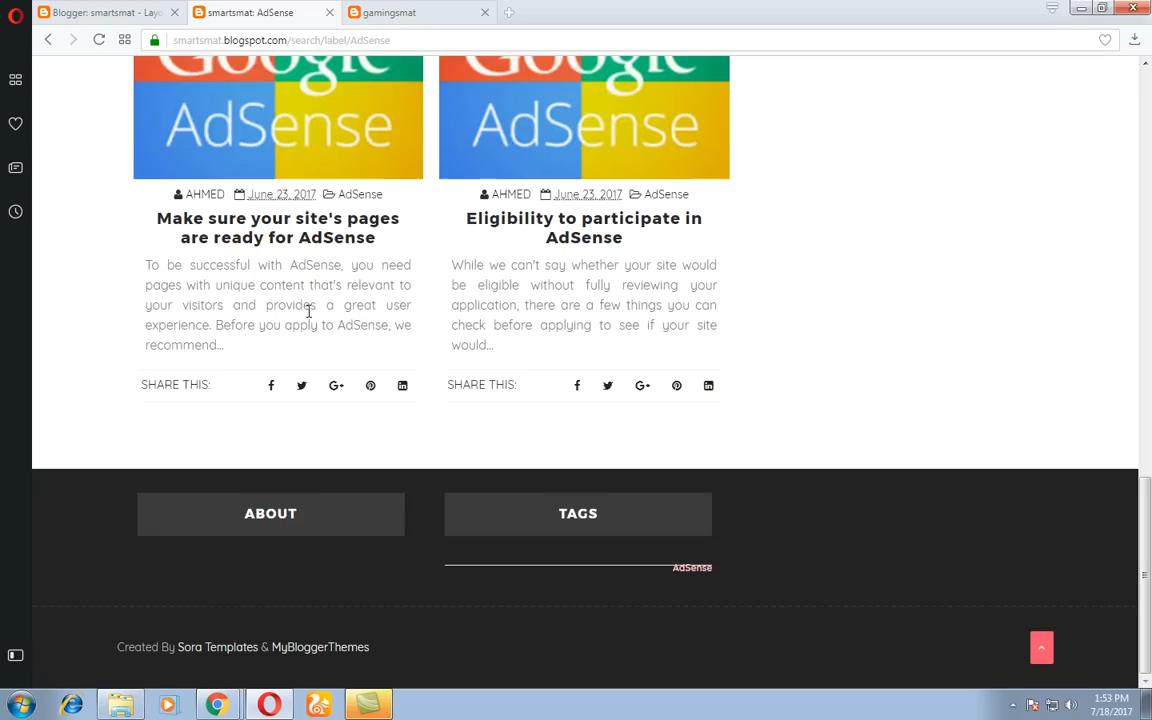 Blogger: smartsmat - Layo
smartsmat: AdSense
gamingsmat
smartsmat.blogspot.com/search/label/AdSense
Google Google
AdSense AdSense
AHMED June 23, 2017 AdSense
Make sure your site's pages
are ready for AdSense
To be successful with AdSense, you need
pages with unique content that's relevant to
your visitors and provides a great user
experience. Before you apply to AdSense, we
recommend...
SHARE THIS:
AHMED June 23, 2017 AdSense
Eligibility to participate in
AdSense
While we can't say whether your site would
be eligible without fully reviewing your
application, there are a few things you can
check before applying to see if your site
would...
SHARE THIS:
ABOUT
TAGS
AdSense
Created By Sora Templates & MyBloggerThemes
1:53 PM
7/18/2017